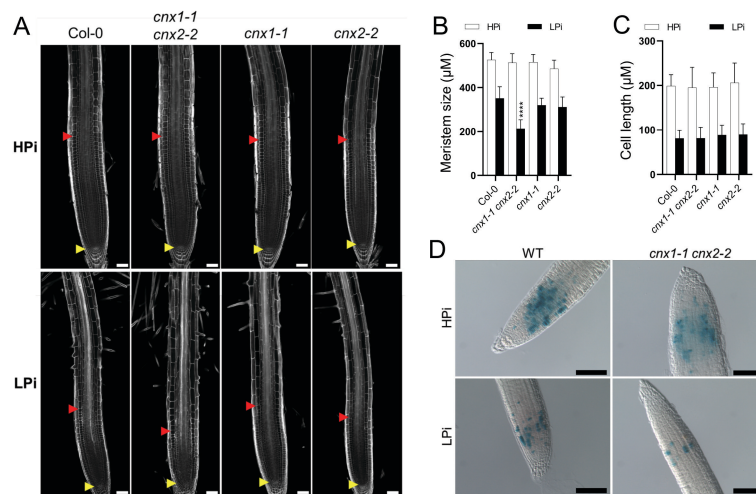 A
Col-0
cnx1-1
cnx2-2
cnx1-1
cnx2-2
HPi
LPi
B
HPi LPi
Meristem size (µM)
600
400
200
0
****
Col-0
cnx1-1 cnx2-2
cnx1-1
cnx2-2
C
HPi LPi
Cell length (µM)
300
200
100
0
Col-0
cnx1-1 cnx2-2
cnx1-1
cnx2-2
D
WT
cnx1-1 cnx2-2
HPi
LPi